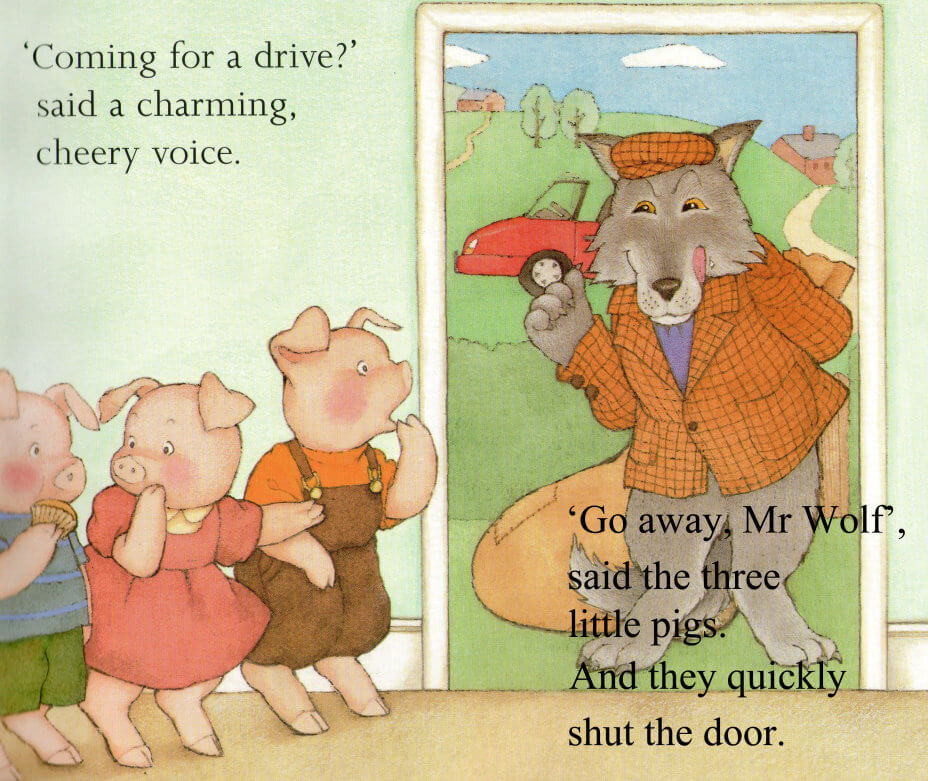 ‘Coming for a drive?’
said a charming,
cheery voice.
‘Go away, Mr Wolf’,
said the three
little pigs.
And they quickly
shut the door.